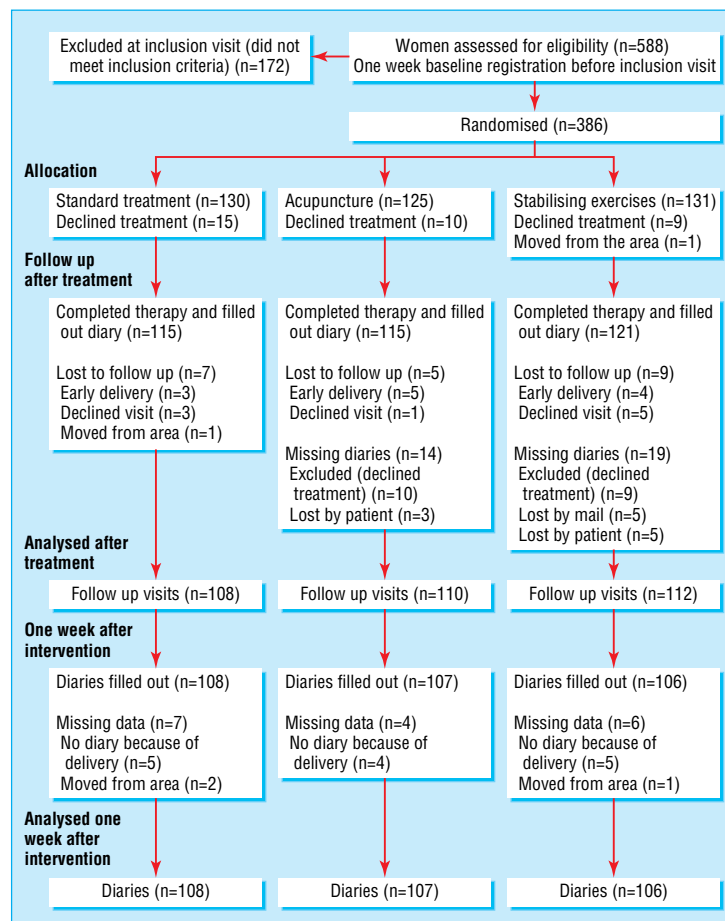 Excluded at inclusion visit (did not
meet inclusion criteria) (n=172)
Women assessed for eligibility (n=588)
One week baseline registration before inclusion visit
Randomised (n=386)
Allocation
Standard treatment (n=130)
Declined treatment (n=15)
Acupuncture (n=125)
Declined treatment (n=10)
Stabilising exercises (n=131)
Declined treatment (n=9)
Moved from the area (n=1)
Follow up
after treatment
Completed therapy and filled
out diary (n=115)
Lost to follow up (n=7)
Early delivery (n=3)
Declined visit (n=3)
Moved from area (n=1)
Completed therapy and filled
out diary (n=115)
Lost to follow up (n=5)
Early delivery (n=5)
Declined visit (n=1)
Missing diaries (n=14)
Excluded (declined
treatment) (n=10)
Lost by patient (n=3)
Completed therapy and filled
out diary (n=121)
Lost to follow up (n=9)
Early delivery (n=4)
Declined visit (n=5)
Missing diaries (n=19)
Excluded (declined
treatment) (n=9)
Lost by mail (n=5)
Lost by patient (n=5)
Analysed after
treatment
Follow up visits (n=108)
Follow up visits (n=110)
Follow up visits (n=112)
One week after
intervention
Diaries filled out (n=108)
Missing data (n=7)
No diary because of
delivery (n=5)
Moved from area (n=2)
Diaries filled out (n=107)
Missing data (n=4)
No diary because of
delivery (n=4)
Diaries filled out (n=106)
Missing data (n=6)
No diary because of
delivery (n=5)
Moved from area (n=1)
Analysed one
week after
intervention
Diaries (n=108)
Diaries (n=107)
Diaries (n=106)